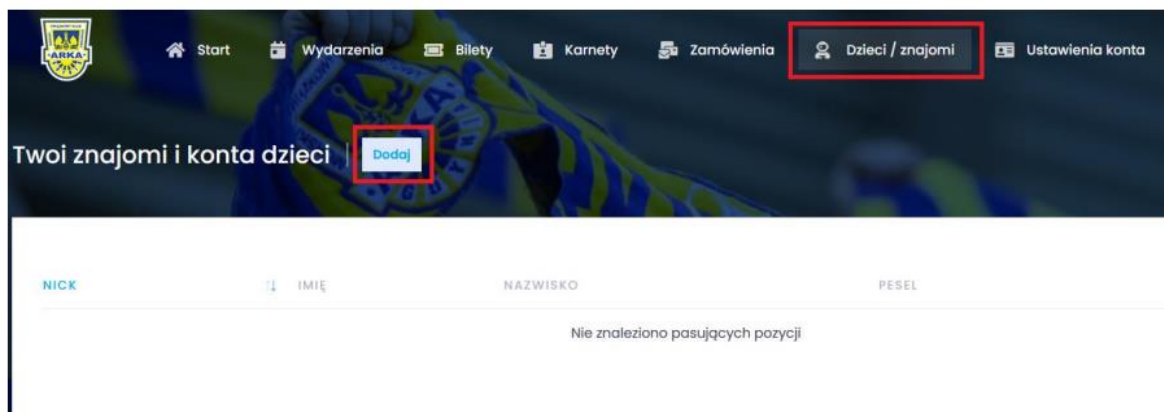 ARKA
Start
Wydarzenia
Bilety
Karnety
Zamówienia
Dzieci / znajomi
Ustawienia konta
Twoi znajomi i konta dzieci
Dodaj
NICK
IMIĘ
NAZWISKO
PESEL
Nie znaleziono pasujących pozycji